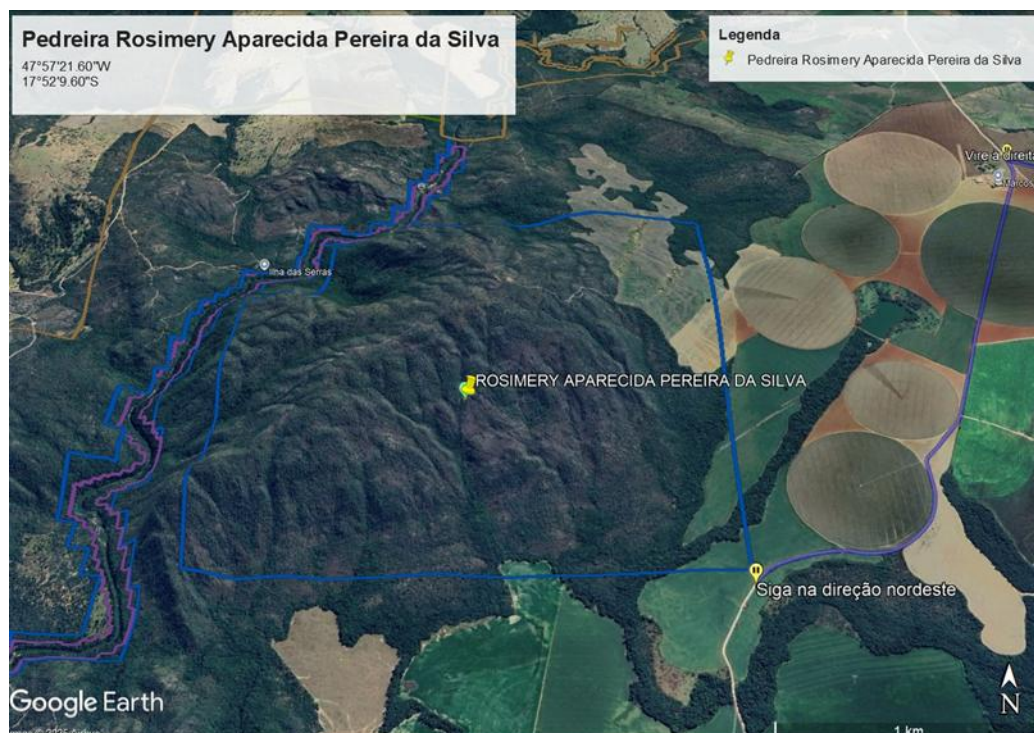 Pedreira Rosimery Aparecida Pereira da Silva
47°57'21.60"W
17°52'9.60"S
Legenda
Pedreira Rosimery Aparecida Pereira da Silva
Vire à direita
Marcos
Ilha das Serras
ROSIMERY APARECIDA PEREIRA DA SILVA
Siga na direção nordeste
Google Earth
N
1 km